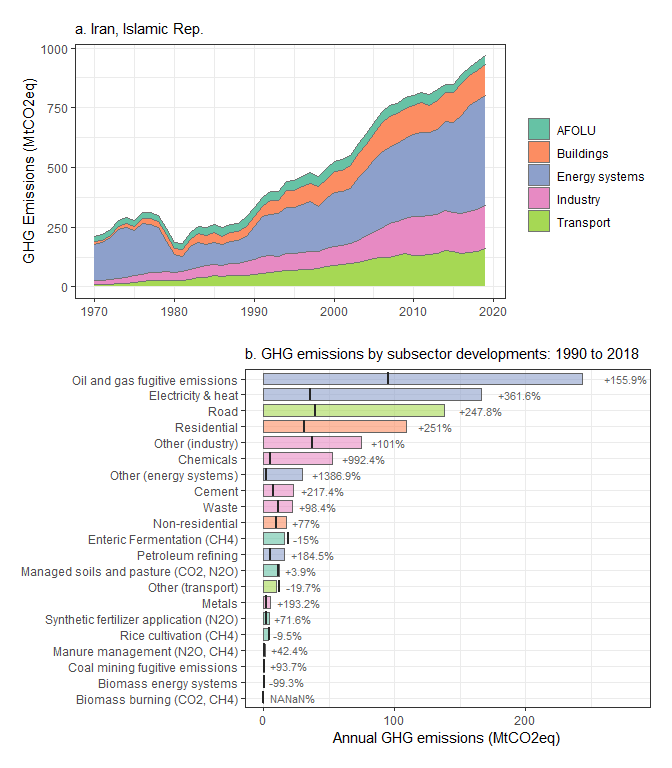 a. Iran, Islamic Rep.
GHG Emissions (MtCO2eq)
1000
750
500
250
0
1970
1980
1990
2000
2010
2020
AFOLU
Buildings
Energy systems
Industry
Transport
b. GHG emissions by subsector developments: 1990 to 2018
Oil and gas fugitive emissions +155.9%
Electricity & heat +361.6%
Road +247.8%
Residential +251%
Other (industry) +101%
Chemicals +992.4%
Other (energy systems) +1386.9%
Cement +217.4%
Waste +98.4%
Non-residential +77%
Enteric Fermentation (CH4) -15%
Petroleum refining +184.5%
Managed soils and pasture (CO2, N2O) +3.9%
Other (transport) -19.7%
Metals +193.2%
Synthetic fertilizer application (N2O) +71.6%
Rice cultivation (CH4) -9.5%
Manure management (N2O, CH4) +42.4%
Coal mining fugitive emissions +93.7%
Biomass energy systems -99.3%
Biomass burning (CO2, CH4) NANaN%
0
100
200
Annual GHG emissions (MtCO2eq)